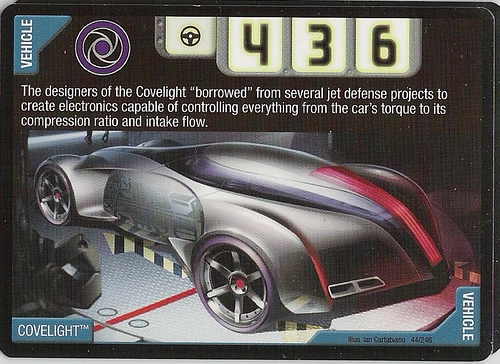 VEHICLE
4 3 6
The designers of the Covelight "borrowed" from several jet defense projects to
create electronics capable of controlling everything from the car's torque to its
compression ratio and intake flow.
COVELIGHT™
Illus. Ian Cartabiano 44/246
VEHICLE